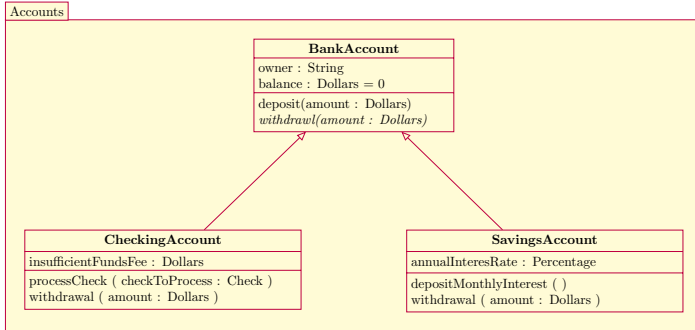 Accounts
BankAccount
owner : String
balance : Dollars = 0
deposit(amount : Dollars)
withdrawl(amount : Dollars)
CheckingAccount
insufficientFundsFee : Dollars
processCheck ( checkToProcess : Check )
withdrawal ( amount : Dollars )
SavingsAccount
annualInteresRate : Percentage
depositMonthlyInterest ( )
withdrawal ( amount : Dollars )